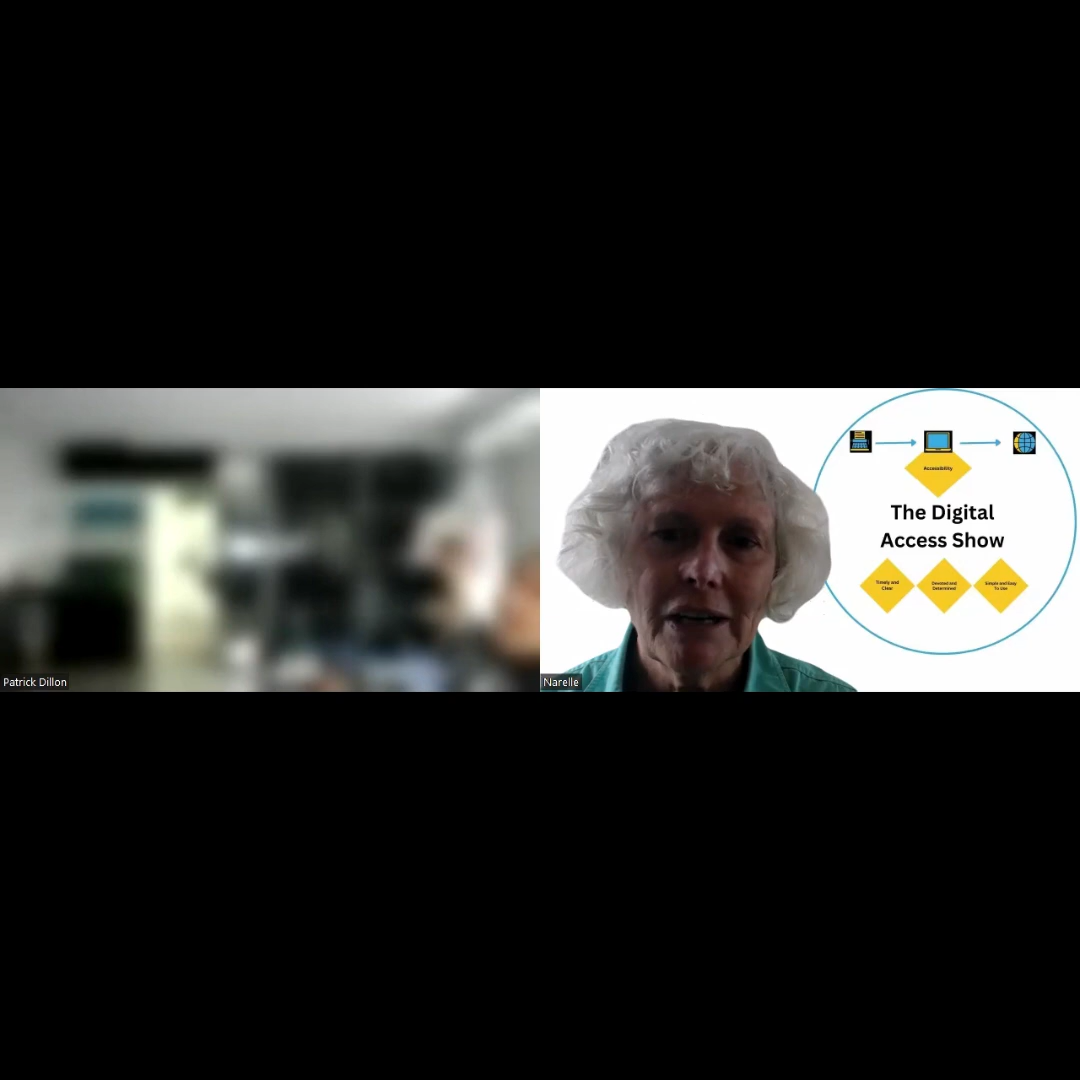 Accessibility
The Digital
Access Show
Timely and
Clear
Devoted and
Determined
Simple and Easy
To Use
Patrick Dillon
Narelle